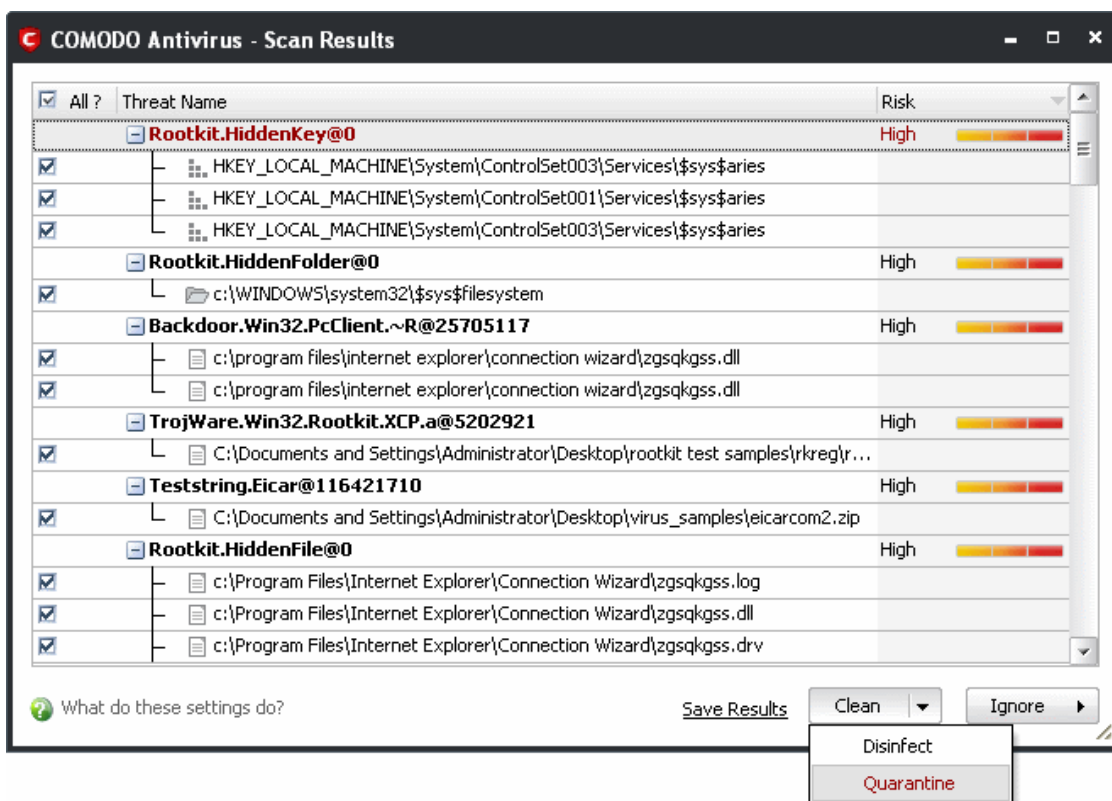 COMODO Antivirus - Scan Results
All ? Threat Name Risk
Rootkit.HiddenKey@0 High
HKEY_LOCAL_MACHINE\System\ControlSet003\Services\$sys$aries
HKEY_LOCAL_MACHINE\System\ControlSet001\Services\$sys$aries
HKEY_LOCAL_MACHINE\System\ControlSet003\Services\$sys$aries
Rootkit.HiddenFolder@0 High
c:\WINDOWS\system32\$sys$filesystem
Backdoor.Win32.PcClient.~R@25705117 High
c:\program files\internet explorer\connection wizard\zgsqkgss.dll
c:\program files\internet explorer\connection wizard\zgsqkgss.dll
TrojWare.Win32.Rootkit.XCP.a@5202921 High
C:\Documents and Settings\Administrator\Desktop\rootkit test samples\rkreg\r...
Teststring.Eicar@116421710 High
C:\Documents and Settings\Administrator\Desktop\virus_samples\eicarcom2.zip
Rootkit.HiddenFile@0 High
c:\Program Files\Internet Explorer\Connection Wizard\zgsqkgss.log
c:\Program Files\Internet Explorer\Connection Wizard\zgsqkgss.dll
c:\Program Files\Internet Explorer\Connection Wizard\zgsqkgss.drv
What do these settings do? Save Results Clean Ignore
Disinfect
Quarantine